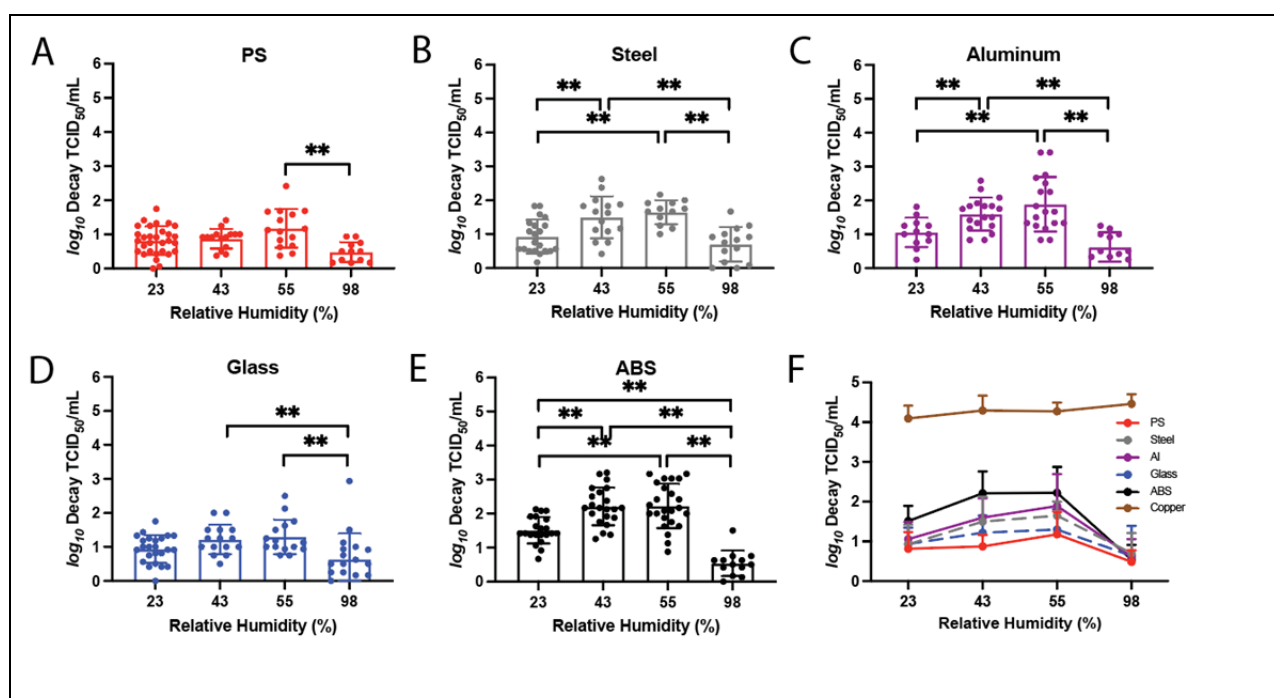 A
PS
log10 Decay TCID50/mL
6
5
4
3
2
1
0
**
23 43 55 98
Relative Humidity (%)
B
Steel
log10 Decay TCID50/mL
6
5
4
3
2
1
0
** **
** **
23 43 55 98
Relative Humidity (%)
C
Aluminum
log10 Decay TCID50/mL
6
5
4
3
2
1
0
** **
** **
23 43 55 98
Relative Humidity (%)
D
Glass
log10 Decay TCID50/mL
6
5
4
3
2
1
0
**
**
23 43 55 98
Relative Humidity (%)
E
ABS
log10 Decay TCID50/mL
6
5
4
3
2
1
0
**
** **
** **
23 43 55 98
Relative Humidity (%)
F
log10 Decay TCID50/mL
5
4
3
2
1
0
PS
Steel
Al
Glass
ABS
Copper
23 43 55 98
Relative Humidity (%)